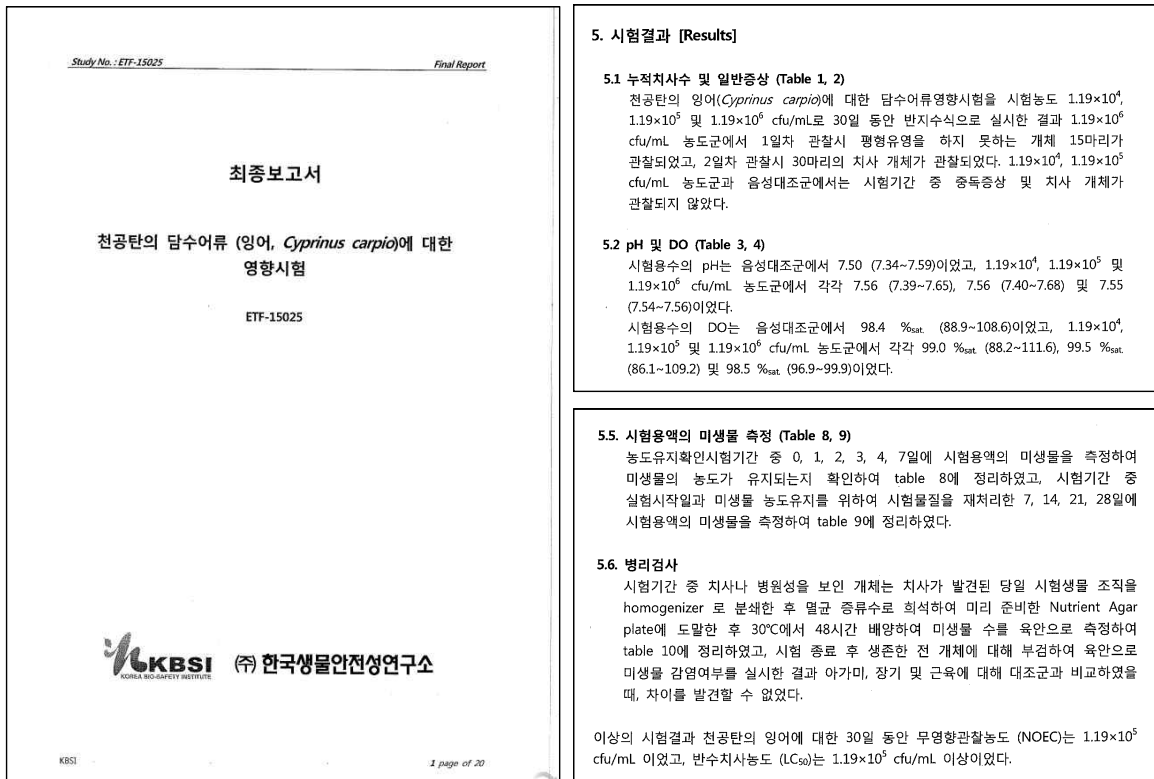 Study No. : ETF-15025
Final Report
최종보고서
천공탄의 담수어류 (잉어, Cyprinus carpio)에 대한
영향시험
ETF-15025
KBSI
KOREA BIO-SAFETY INSTITUTE
㈜ 한국생물안전성연구소
KBSI
1 page of 20
5. 시험결과 [Results]
5.1 누적치사수 및 일반증상 (Table 1, 2)
천공탄의 잉어(Cyprinus carpio)에 대한 담수어류영향시험을 시험농도 1.19×10⁴,
1.19×10⁵ 및 1.19×10⁶ cfu/mL로 30일 동안 반지수식으로 실시한 결과 1.19×10⁶
cfu/mL 농도군에서 1일차 관찰시 평형유영을 하지 못하는 개체 15마리가
관찰되었고, 2일차 관찰시 30마리의 치사 개체가 관찰되었다. 1.19×10⁴, 1.19×10⁵
cfu/mL 농도군과 음성대조군에서는 시험기간 중 중독증상 및 치사 개체가
관찰되지 않았다.
5.2 pH 및 DO (Table 3, 4)
시험용수의 pH는 음성대조군에서 7.50 (7.34~7.59)이었고, 1.19×10⁴, 1.19×10⁵ 및
1.19×10⁶ cfu/mL 농도군에서 각각 7.56 (7.39~7.65), 7.56 (7.40~7.68) 및 7.55
(7.54~7.56)이었다.
시험용수의 DO는 음성대조군에서 98.4 %sat. (88.9~108.6)이었고, 1.19×10⁴,
1.19×10⁵ 및 1.19×10⁶ cfu/mL 농도군에서 각각 99.0 %sat. (88.2~111.6), 99.5 %sat.
(86.1~109.2) 및 98.5 %sat. (96.9~99.9)이었다.
5.5. 시험용액의 미생물 측정 (Table 8, 9)
농도유지확인시험기간 중 0, 1, 2, 3, 4, 7일에 시험용액의 미생물을 측정하여
미생물의 농도가 유지되는지 확인하여 table 8에 정리하였고, 시험기간 중
실험시작일과 미생물 농도유지를 위하여 시험물질을 재처리한 7, 14, 21, 28일에
시험용액의 미생물을 측정하여 table 9에 정리하였다.
5.6. 병리검사
시험기간 중 치사나 병원성을 보인 개체는 치사가 발견된 당일 시험생물 조직을
homogenizer 로 분쇄한 후 멸균 증류수로 희석하여 미리 준비한 Nutrient Agar
plate에 도말한 후 30℃에서 48시간 배양하여 미생물 수를 육안으로 측정하여
table 10에 정리하였고, 시험 종료 후 생존한 전 개체에 대해 부검하여 육안으로
미생물 감염여부를 실시한 결과 아가미, 장기 및 근육에 대해 대조군과 비교하였을
때, 차이를 발견할 수 없었다.
이상의 시험결과 천공탄의 잉어에 대한 30일 동안 무영향관찰농도 (NOEC)는 1.19×10⁵
cfu/mL 이었고, 반수치사농도 (LC₅₀)는 1.19×10⁵ cfu/mL 이상이었다.